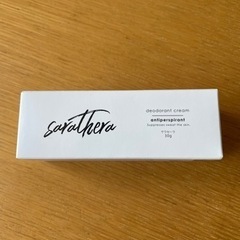 sarathera
deodorant cream
antiperspirant
30g